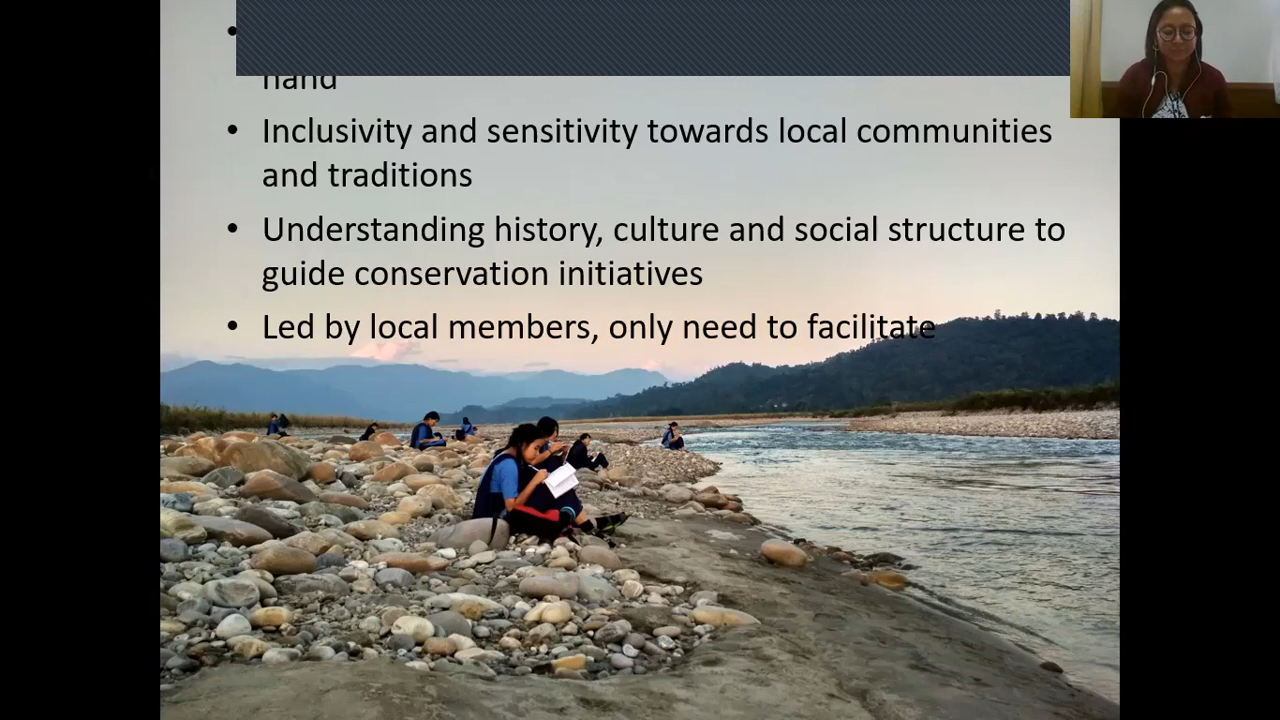 •
hand
• Inclusivity and sensitivity towards local communities
and traditions
• Understanding history, culture and social structure to
guide conservation initiatives
• Led by local members, only need to facilitate